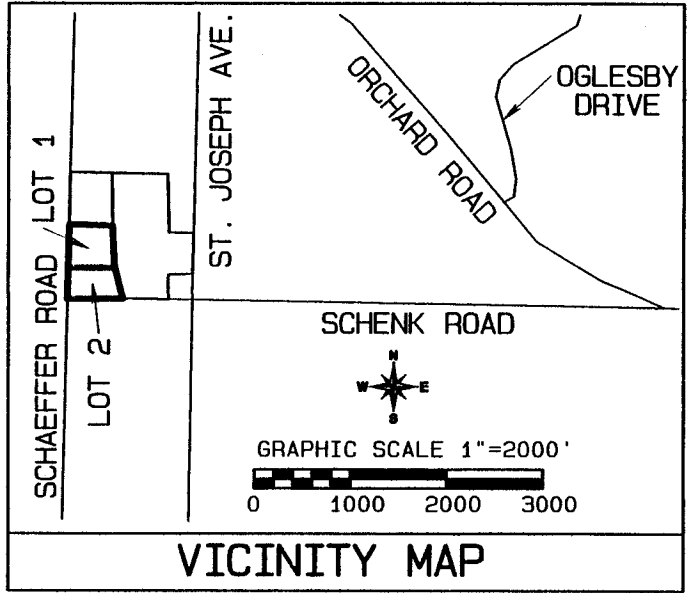 SCHAEFFER ROAD
LOT 1
LOT 2
ST. JOSEPH AVE.
ORCHARD ROAD
OGLESBY
DRIVE
SCHENK ROAD
N
W
E
S
GRAPHIC SCALE 1"=2000'
0 1000 2000 3000
VICINITY MAP